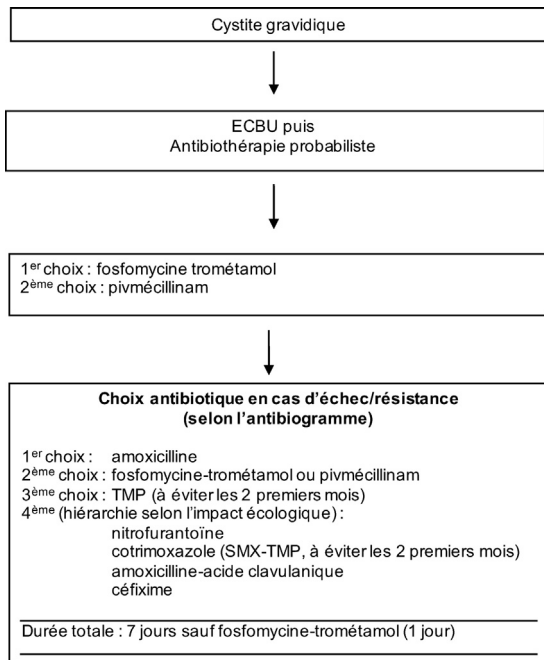 Cystite gravidique
ECBU puis
Antibiothérapie probabiliste
1er choix : fosfomycine trométamol
2ème choix : pivmécillinam
Choix antibiotique en cas d'échec/résistance
(selon l'antibiogramme)
1er choix : amoxicilline
2ème choix : fosfomycine-trométamol ou pivmécillinam
3ème choix : TMP (à éviter les 2 premiers mois)
4ème (hiérarchie selon l'impact écologique) :
nitrofurantoïne
cotrimoxazole (SMX-TMP, à éviter les 2 premiers mois)
amoxicilline-acide clavulanique
céfixime
Durée totale : 7 jours sauf fosfomycine-trométamol (1 jour)